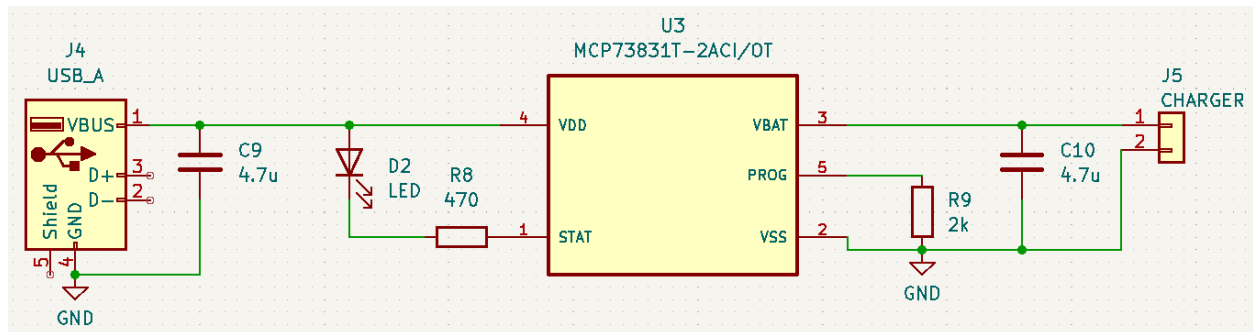 J4
USB_A
VBUS
1
D+
3
D-
2
Shield
GND
5
4
GND
C9
4.7u
D2
LED
R8
470
U3
MCP73831T-2ACI/OT
4
VDD
1
STAT
VBAT
3
PROG
5
VSS
2
R9
2k
GND
C10
4.7u
J5
CHARGER
1
2